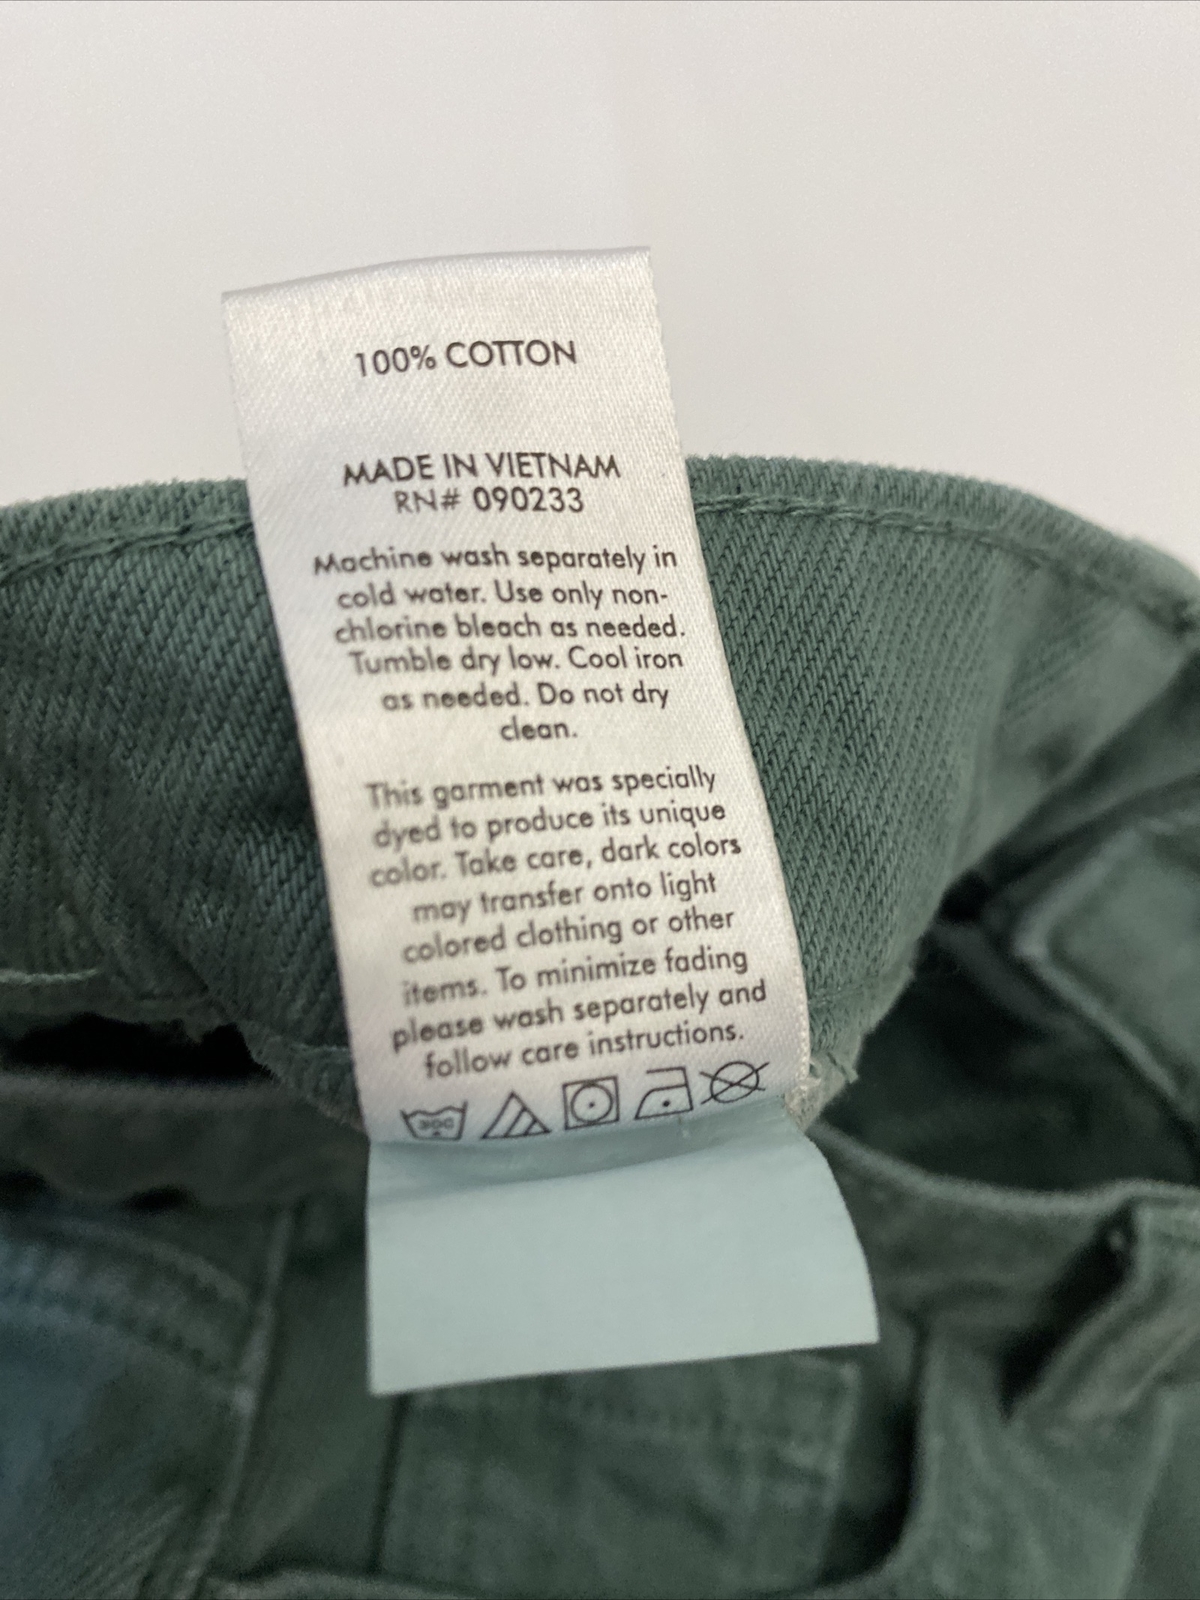 100% COTTON
MADE IN VIETNAM
RN# 090233
Machine wash separately in
cold water. Use only non-
chlorine bleach as needed.
Tumble dry low. Cool iron
as needed. Do not dry
clean.
This garment was specially
dyed to produce its unique
color. Take care, dark colors
may transfer onto light
colored clothing or other
items. To minimize fading
please wash separately and
follow care instructions.
30C